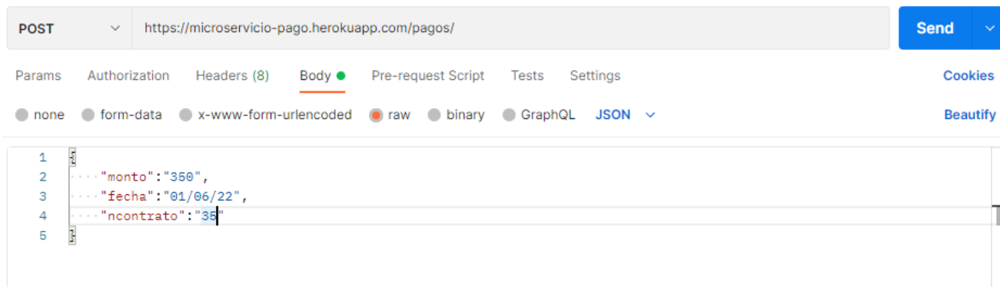 POST https://microservicio-pago.herokuapp.com/pagos/ Send
Params Authorization Headers (8) Body Pre-request Script Tests Settings Cookies
none form-data x-www-form-urlencoded raw binary GraphQL JSON Beautify
1 {
2 "monto":"350",
3 "fecha":"01/06/22",
4 "ncontrato":"35"
5 }